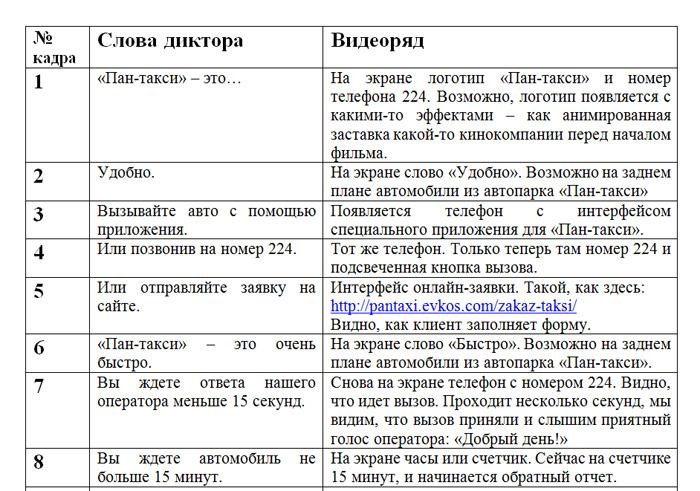 № кадра Слова диктора Видеоряд
1 «Пан-такси» – это… На экране логотип «Пан-такси» и номер
телефона 224. Возможно, логотип появляется с
какими-то эффектами – как анимированная
заставка какой-то кинокомпании перед началом
фильма.
2 Удобно. На экране слово «Удобно». Возможно на заднем
плане автомобили из автопарка «Пан-такси»
3 Вызывайте авто с помощью Появляется телефон с интерфейсом
приложения. специального приложения для «Пан-такси».
4 Или позвонив на номер 224. Тот же телефон. Только теперь там номер 224 и
подсвеченная кнопка вызова.
5 Или отправляйте заявку на Интерфейс онлайн-заявки. Такой, как здесь:
сайте. http://pantaxi.evkos.com/zakaz-taksi/
Видно, как клиент заполняет форму.
6 «Пан-такси» – это очень На экране слово «Быстро». Возможно на заднем
быстро. плане автомобили из автопарка «Пан-такси».
7 Вы ждете ответа нашего Снова на экране телефон с номером 224. Видно,
оператора меньше 15 секунд. что идет вызов. Проходит несколько секунд, мы
видим, что вызов приняли и слышим приятный
голос оператора: «Добрый день!»
8 Вы ждете автомобиль не На экране часы или счетчик. Сейчас на счетчике
больше 15 минут. 15 минут, и начинается обратный отчет.